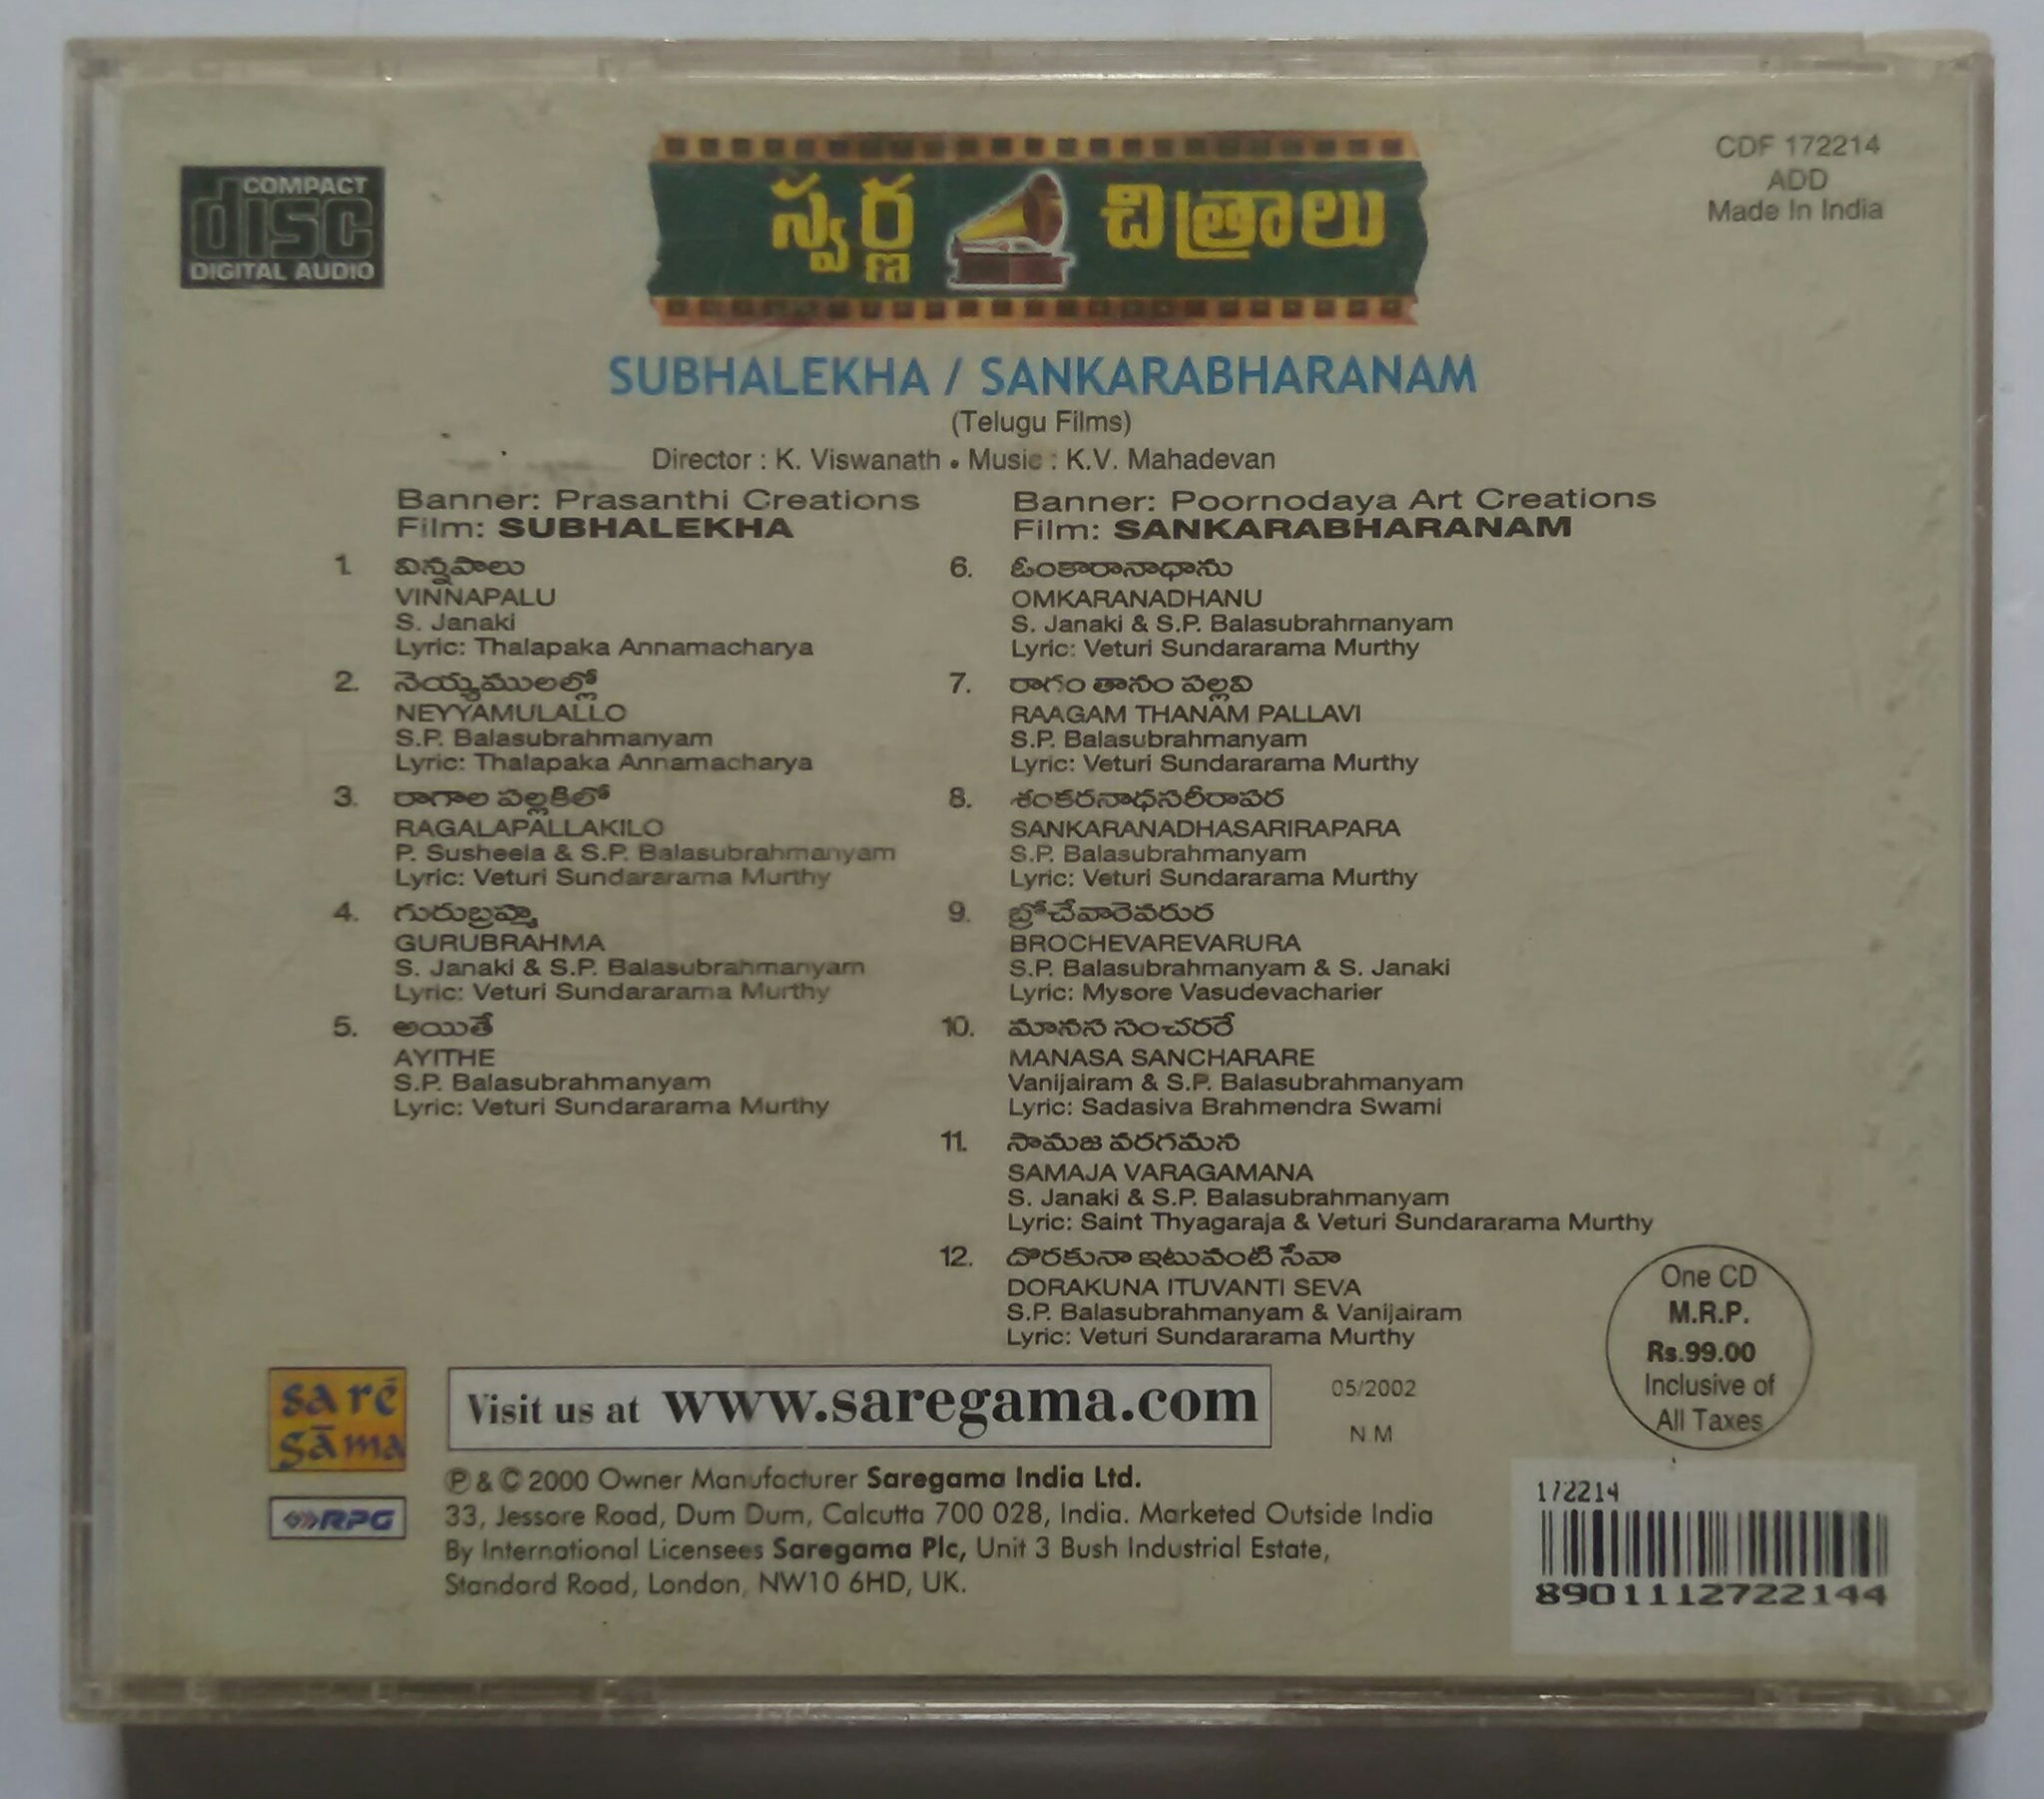 COMPACT
disc
DIGITAL AUDIO
స్వర్ణ చిత్రాలు
CDF 172214
ADD
Made In India
SUBHALEKHA / SANKARABHARANAM
(Telugu Films)
Director : K. Viswanath • Music : K.V. Mahadevan
Banner: Prasanthi Creations
Film: SUBHALEKHA
1. విన్నపాలు
VINNAPALU
S. Janaki
Lyric: Thalapaka Annamacharya
2. నెయ్యములల్లో
NEYYAMULALLO
S.P. Balasubrahmanyam
Lyric: Thalapaka Annamacharya
3. రాగాల పల్లకిలో
RAGALAPALLAKILO
P. Susheela & S.P. Balasubrahmanyam
Lyric: Veturi Sundararama Murthy
4. గురుబ్రహ్మ
GURUBRAHMA
S. Janaki & S.P. Balasubrahmanyam
Lyric: Veturi Sundararama Murthy
5. అయితే
AYITHE
S.P. Balasubrahmanyam
Lyric: Veturi Sundararama Murthy
Banner: Poornodaya Art Creations
Film: SANKARABHARANAM
6. ఓంకారానాధాను
OMKARANADHANU
S. Janaki & S.P. Balasubrahmanyam
Lyric: Veturi Sundararama Murthy
7. రాగం తానం పల్లవి
RAAGAM THANAM PALLAVI
S.P. Balasubrahmanyam
Lyric: Veturi Sundararama Murthy
8. శంకరనాధసరీరాపర
SANKARANADHASARIRAPARA
S.P. Balasubrahmanyam
Lyric: Veturi Sundararama Murthy
9. బ్రోచేవారెవరుర
BROCHEVAREVARURA
S.P. Balasubrahmanyam & S. Janaki
Lyric: Mysore Vasudevacharier
10. మానస సంచరరే
MANASA SANCHARARE
Vanijairam & S.P. Balasubrahmanyam
Lyric: Sadasiva Brahmendra Swami
11. సామజ వరగమన
SAMAJA VARAGAMANA
S. Janaki & S.P. Balasubrahmanyam
Lyric: Saint Thyagaraja & Veturi Sundararama Murthy
12. దొరకునా ఇటువంటి సేవా
DORAKUNA ITUVANTI SEVA
S.P. Balasubrahmanyam & Vanijairam
Lyric: Veturi Sundararama Murthy
One CD
M.R.P.
Rs.99.00
Inclusive of
All Taxes
saré
gāma
RPG
Visit us at www.saregama.com
05/2002
N.M.
℗ & © 2000 Owner Manufacturer Saregama India Ltd.
33, Jessore Road, Dum Dum, Calcutta 700 028, India. Marketed Outside India
By International Licensees Saregama Plc, Unit 3 Bush Industrial Estate,
Standard Road, London, NW10 6HD, UK.
172214
8901112722144